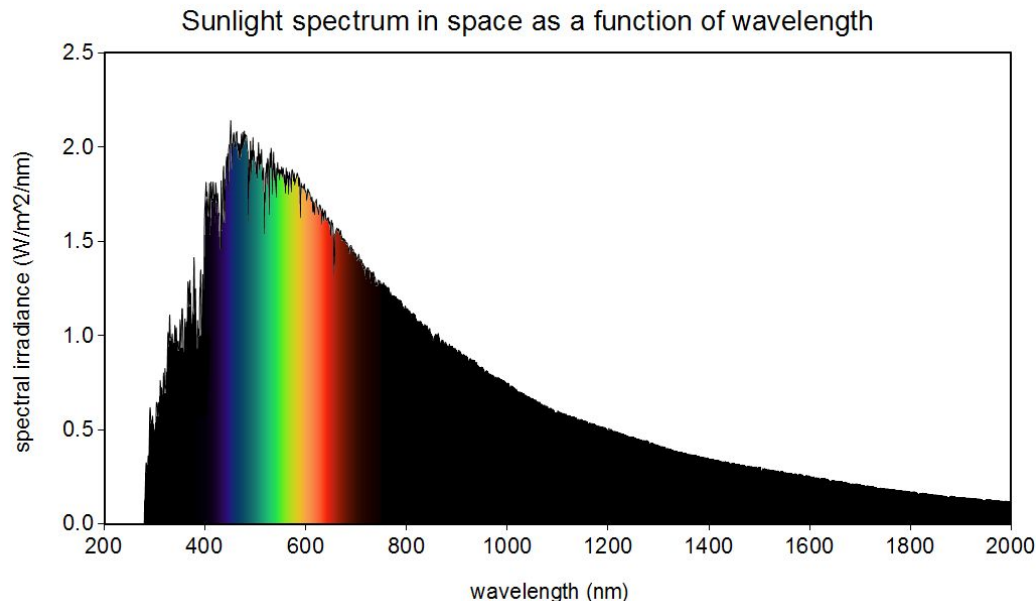 Sunlight spectrum in space as a function of wavelength
spectral irradiance (W/m^2/nm)
2.5
2.0
1.5
1.0
0.5
0.0
200 400 600 800 1000 1200 1400 1600 1800 2000
wavelength (nm)